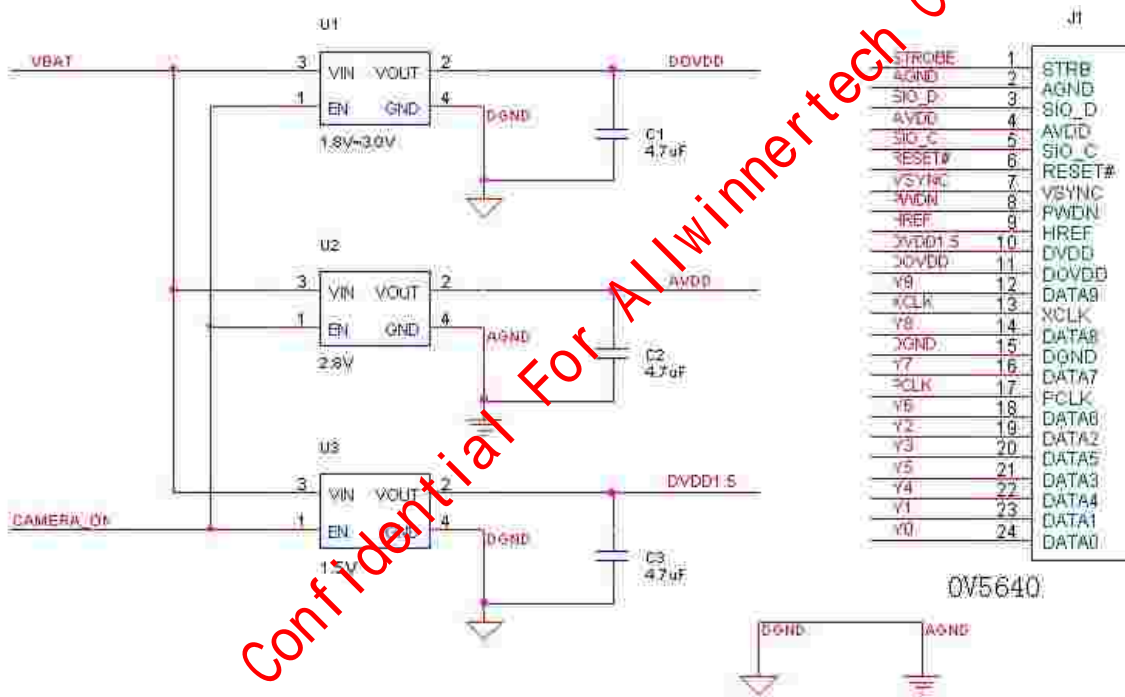 U1
VBAT
3 VIN VOUT 2
DOVDD
1 EN GND 4
DGND
1.8V~3.0V
C1
4.7uF
U2
3 VIN VOUT 2
AVDD
1 EN GND 4
AGND
2.8V
C2
4.7uF
U3
3 VIN VOUT 2
DVDD1.5
CAMERA_ON
1 EN GND 4
DGND
1.5V
C3
4.7uF
J1
STROBE 1 STRB
AGND 2 AGND
SIO_D 3 SIO_D
AVDD 4 AVDD
SIO_C 5 SIO_C
RESET# 6 RESET#
VSYNC 7 VSYNC
PWDN 8 PWDN
HREF 9 HREF
DVDD1.5 10 DVDD
DOVDD 11 DOVDD
Y9 12 DATA9
XCLK 13 XCLK
Y8 14 DATA8
DGND 15 DGND
Y7 16 DATA7
PCLK 17 PCLK
Y6 18 DATA6
Y2 19 DATA2
Y3 20 DATA5
Y5 21 DATA3
Y4 22 DATA4
Y1 23 DATA1
Y0 24 DATA0
OV5640
DGND
AGND
Confidential For Allwinnertech